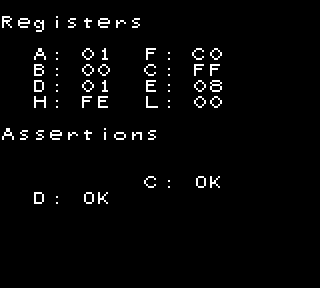 Registers
A: 01 F: C0
B: 00 C: FF
D: 01 E: 08
H: FE L: 00
Assertions
C: OK
D: OK